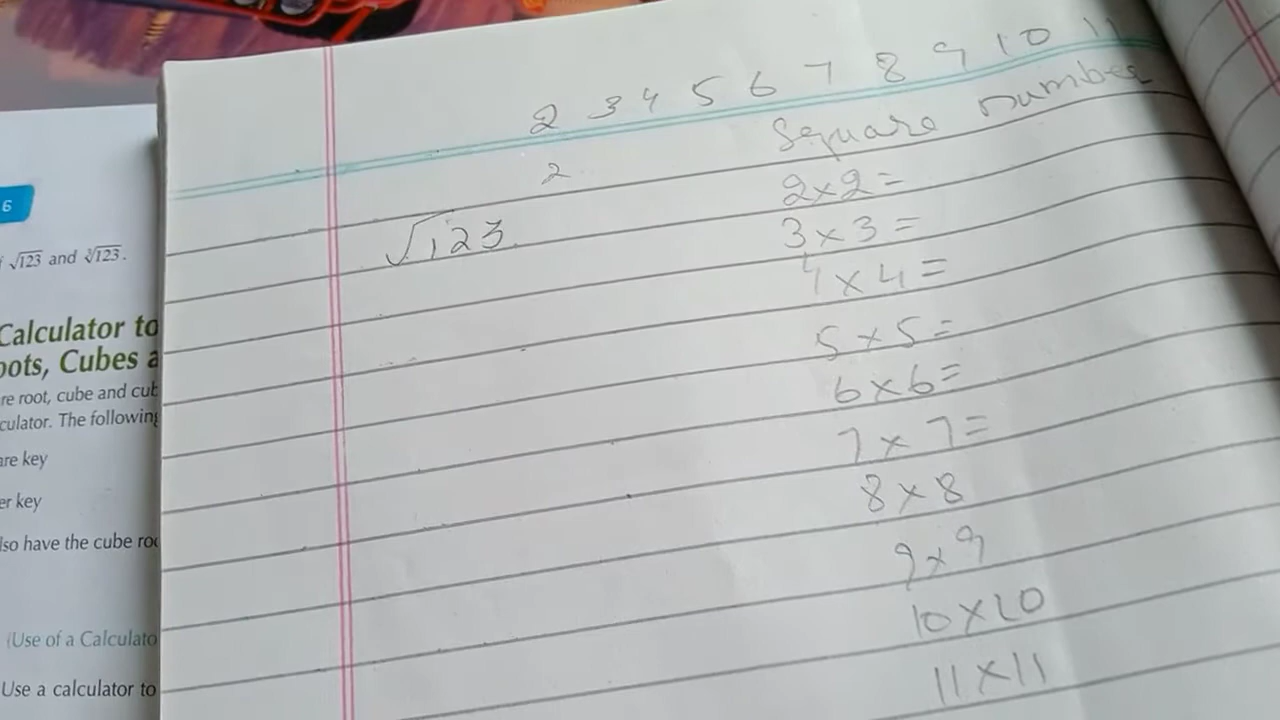 2 3 4 5 6 7 8 9 10 11
Square number
2
2×2=
√123
3×3=
4×4=
5×5=
6×6=
7×7=
8×8
9×9
10×10
11×11
6
√123 and ∛123.
Calculator to
oots, Cubes a
re root, cube and cub
culator. The following
are key
er key
lso have the cube roo
(Use of a Calculato
Use a calculator to